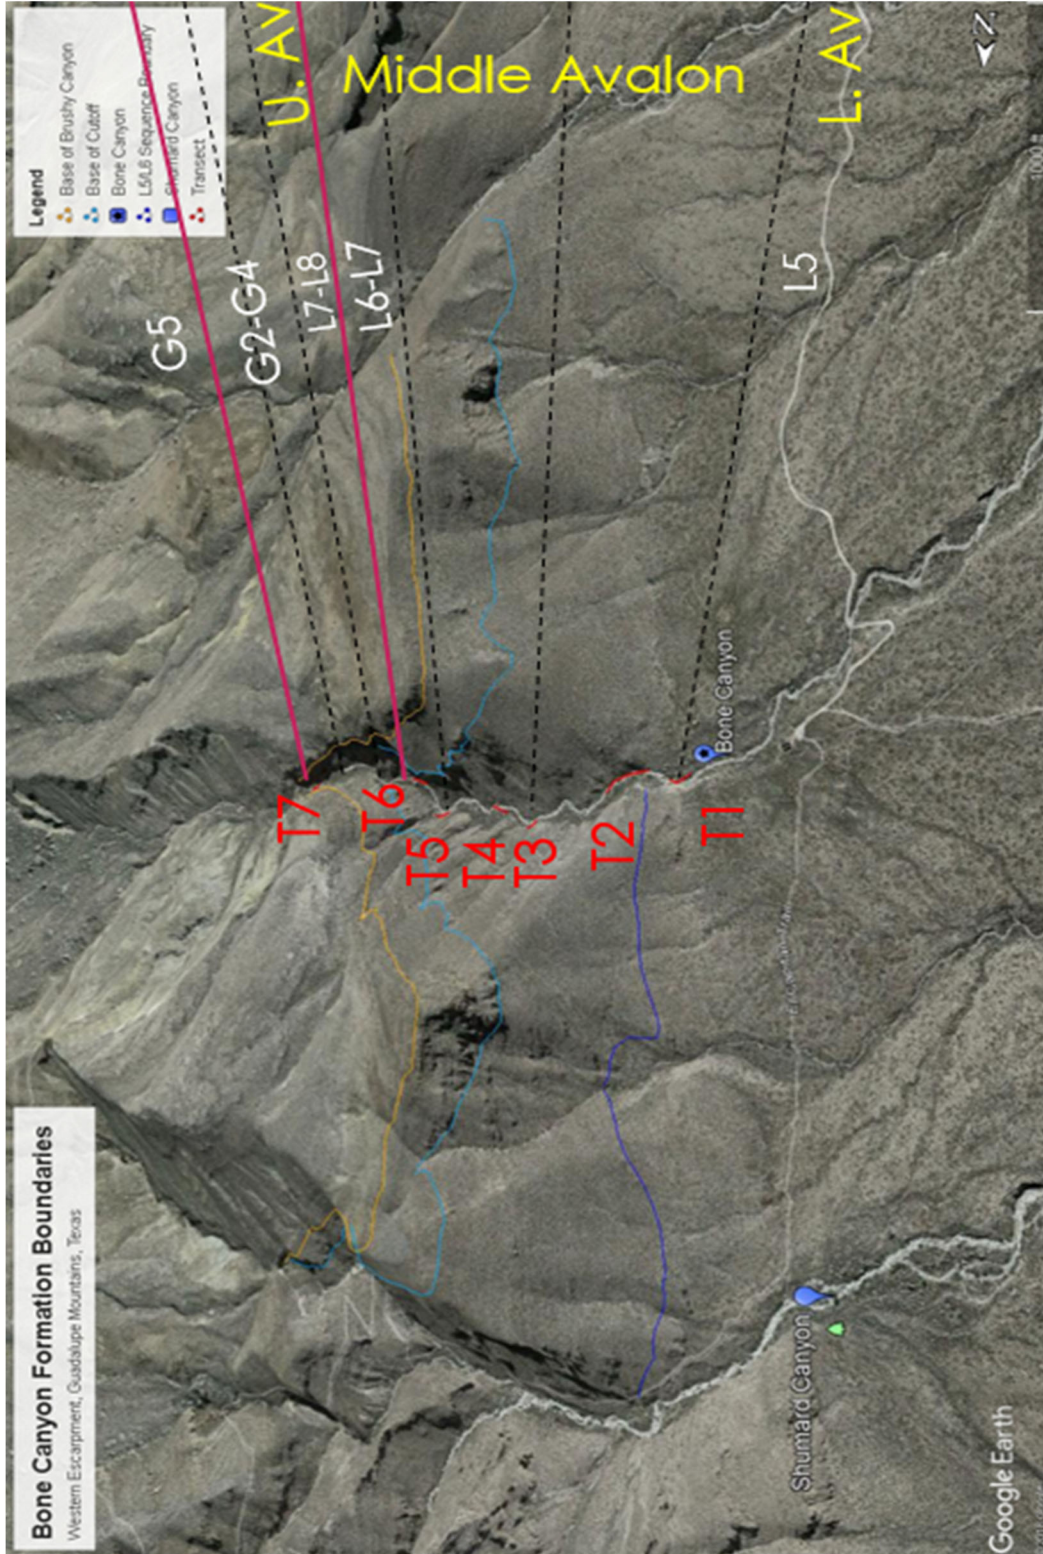 Bone Canyon Formation Boundaries
Western Escarpment, Guadalupe Mountains, Texas
Legend
Base of Brushy Canyon
Base of Cutoff
Bone Canyon
L5/L6 Sequence Boundary
Shumard Canyon
Transect
G5
G2-G4
L7-L8
L6-L7
L5
U. Av
Middle Avalon
L. Av
T7
T6
T5
T4
T3
T2
T1
Bone Canyon
Shumard Canyon
Google Earth